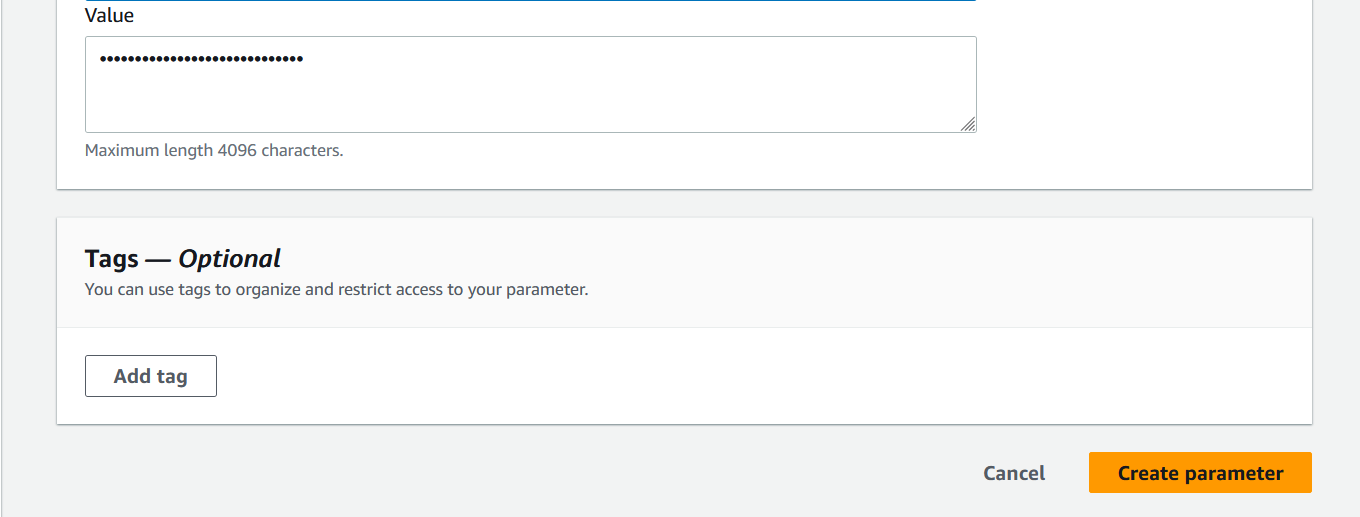 Value
•••••••••••••••••••••••••••••
Maximum length 4096 characters.
Tags — Optional
You can use tags to organize and restrict access to your parameter.
Add tag
Cancel
Create parameter